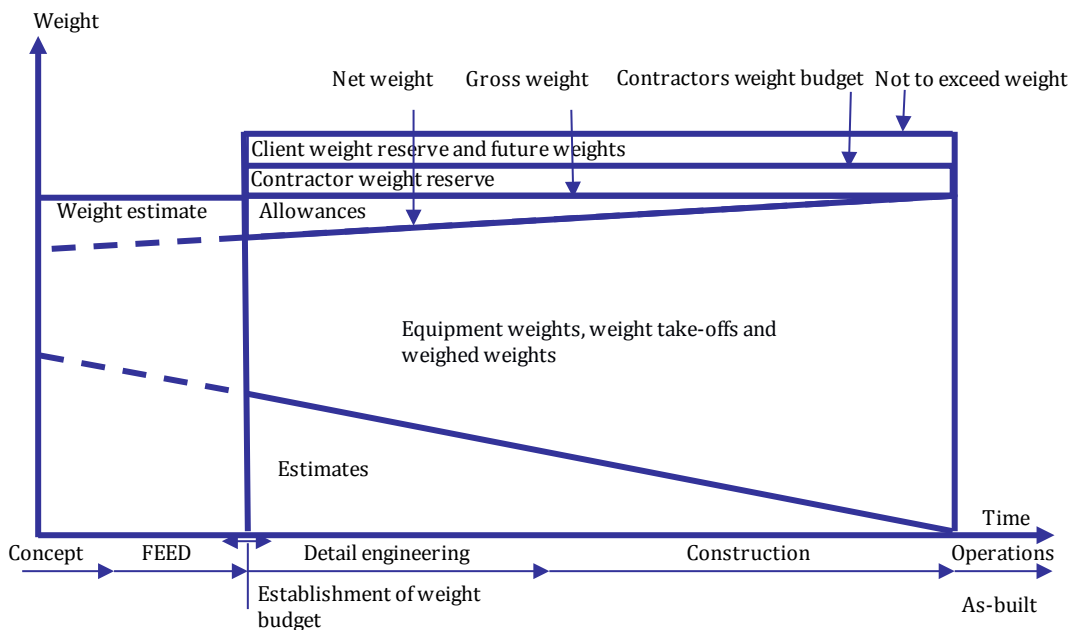 Weight
Net weight
Gross weight
Contractors weight budget
Not to exceed weight
Client weight reserve and future weights
Contractor weight reserve
Weight estimate
Allowances
Equipment weights, weight take-offs and
weighed weights
Estimates
Time
Concept
FEED
Detail engineering
Construction
Operations
Establishment of weight
budget
As-built